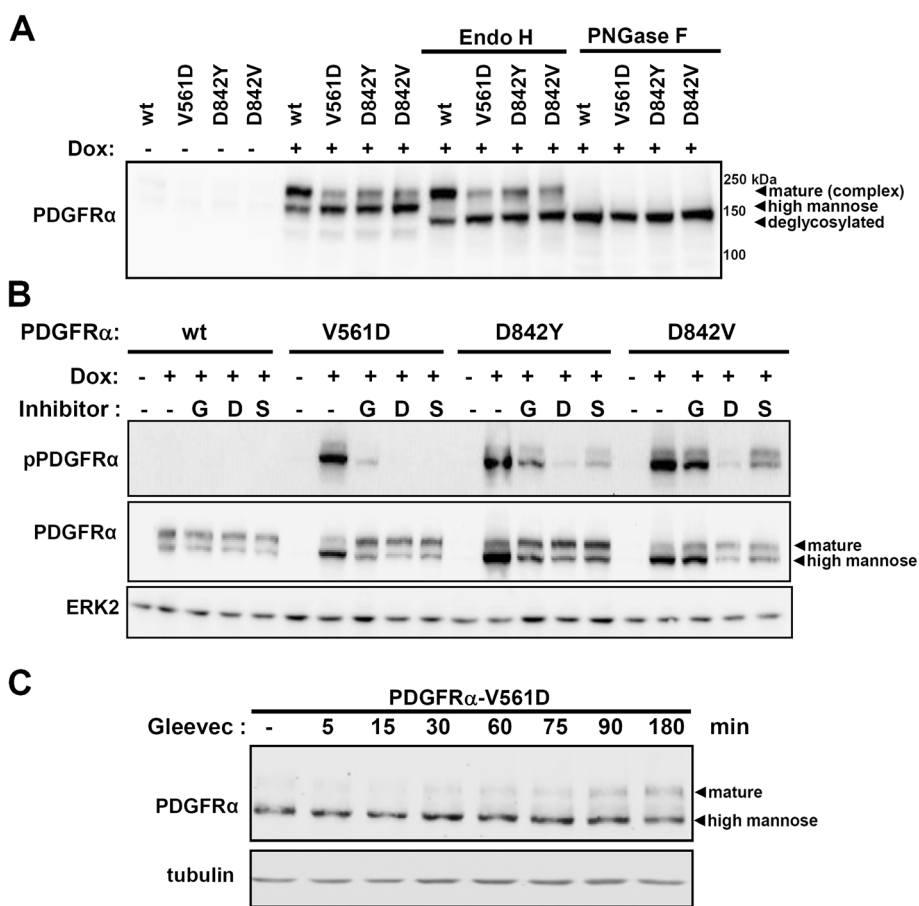 A
Endo H PNGase F
wt V561D D842Y D842V wt V561D D842Y D842V wt V561D D842Y D842V wt V561D D842Y D842V
Dox: - - - - + + + + + + + + + + + +
250 kDa
◄mature (complex)
◄high mannose
150
PDGFRα
◄deglycosylated
100
B
PDGFRα: wt V561D D842Y D842V
Dox: - + + + + - + + + + - + + + + - + + + +
Inhibitor : - - G D S - - G D S - - G D S - - G D S
pPDGFRα
PDGFRα
◄mature
◄high mannose
ERK2
C
PDGFRα-V561D
Gleevec : - 5 15 30 60 75 90 180 min
◄mature
PDGFRα
◄high mannose
tubulin